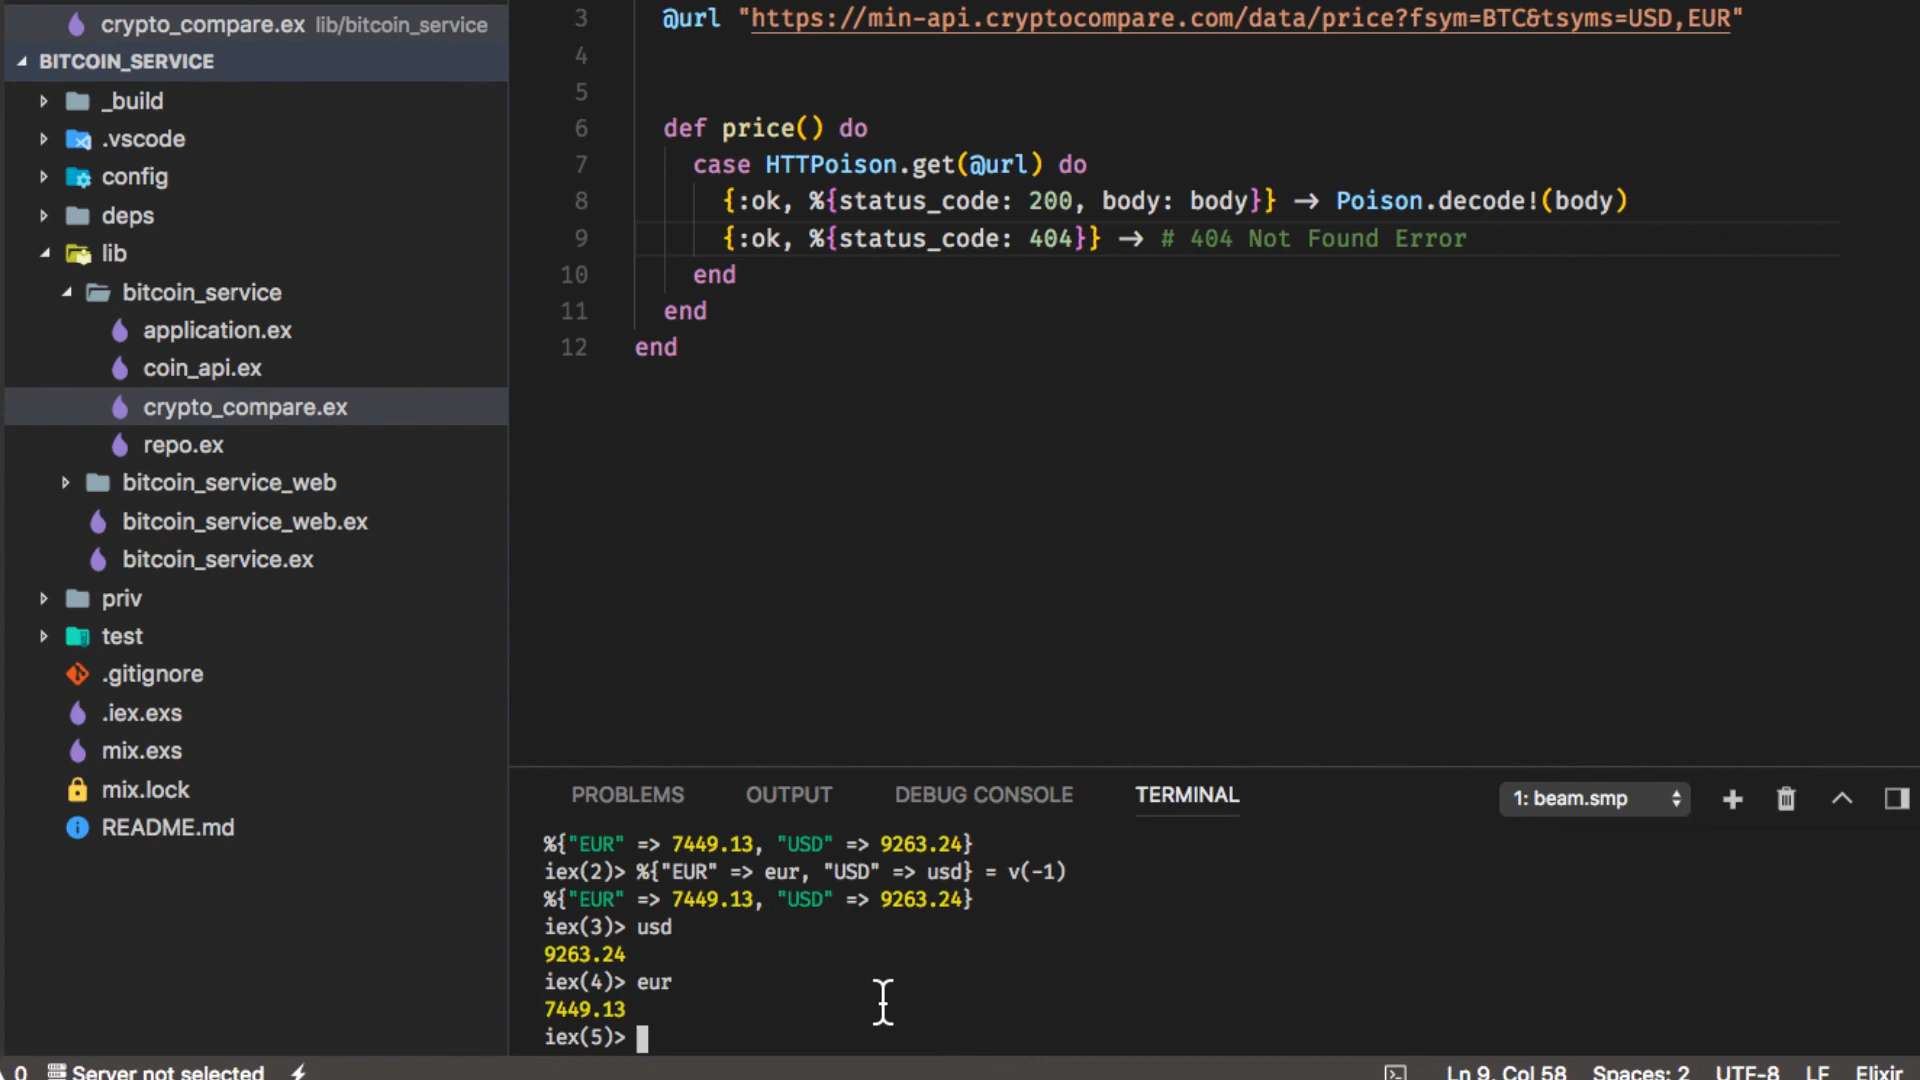 crypto_compare.ex lib/bitcoin_service
BITCOIN_SERVICE
_build
.vscode
config
deps
lib
bitcoin_service
application.ex
coin_api.ex
crypto_compare.ex
repo.ex
bitcoin_service_web
bitcoin_service_web.ex
bitcoin_service.ex
priv
test
.gitignore
.iex.exs
mix.exs
mix.lock
README.md
3 @url "https://min-api.cryptocompare.com/data/price?fsym=BTC&tsyms=USD,EUR"
4
5
6 def price() do
7 case HTTPoison.get(@url) do
8 {:ok, %{status_code: 200, body: body}} -> Poison.decode!(body)
9 {:ok, %{status_code: 404}} -> # 404 Not Found Error
10 end
11 end
12 end
PROBLEMS OUTPUT DEBUG CONSOLE TERMINAL 1: beam.smp
%{"EUR" => 7449.13, "USD" => 9263.24}
iex(2)> %{"EUR" => eur, "USD" => usd} = v(-1)
%{"EUR" => 7449.13, "USD" => 9263.24}
iex(3)> usd
9263.24
iex(4)> eur
7449.13
iex(5)>
0 Server not selected Ln 9, Col 58 Spaces: 2 UTF-8 LF Elixir